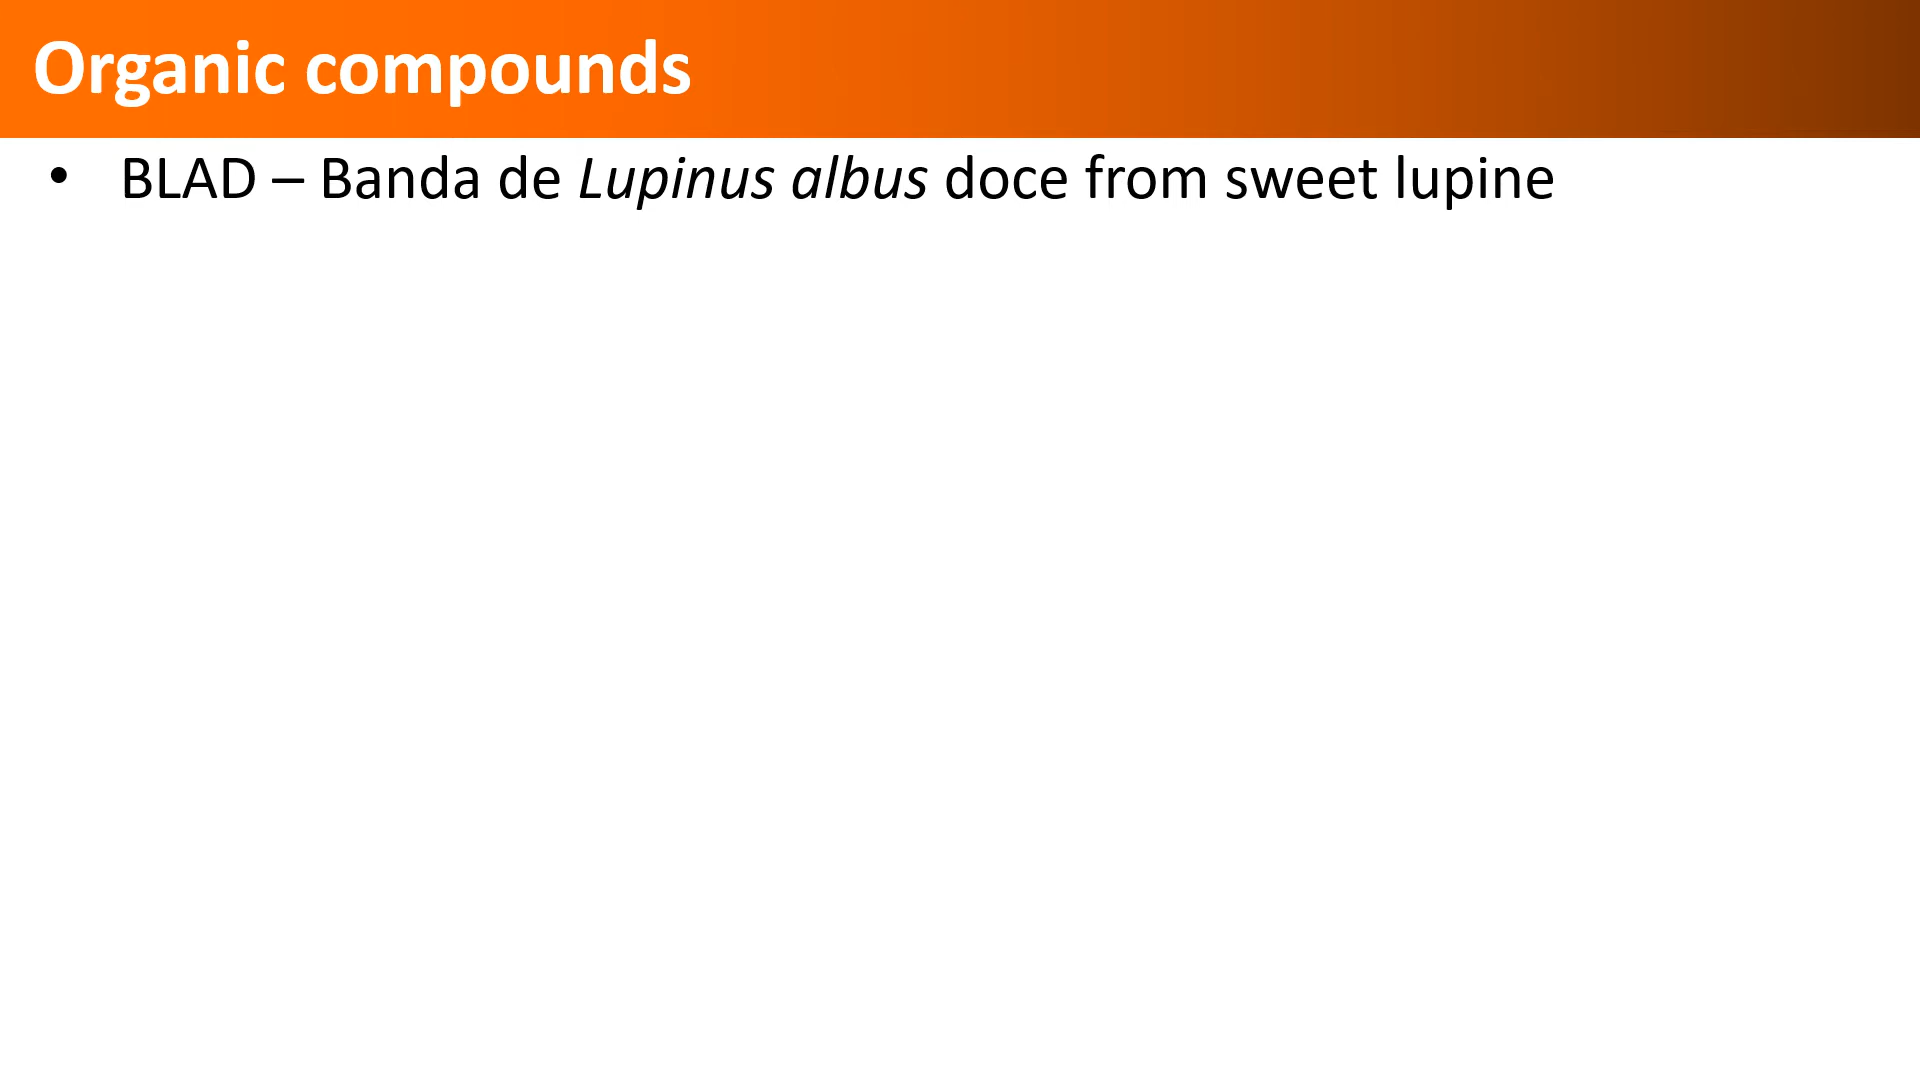 Organic compounds
• BLAD – Banda de Lupinus albus doce from sweet lupine